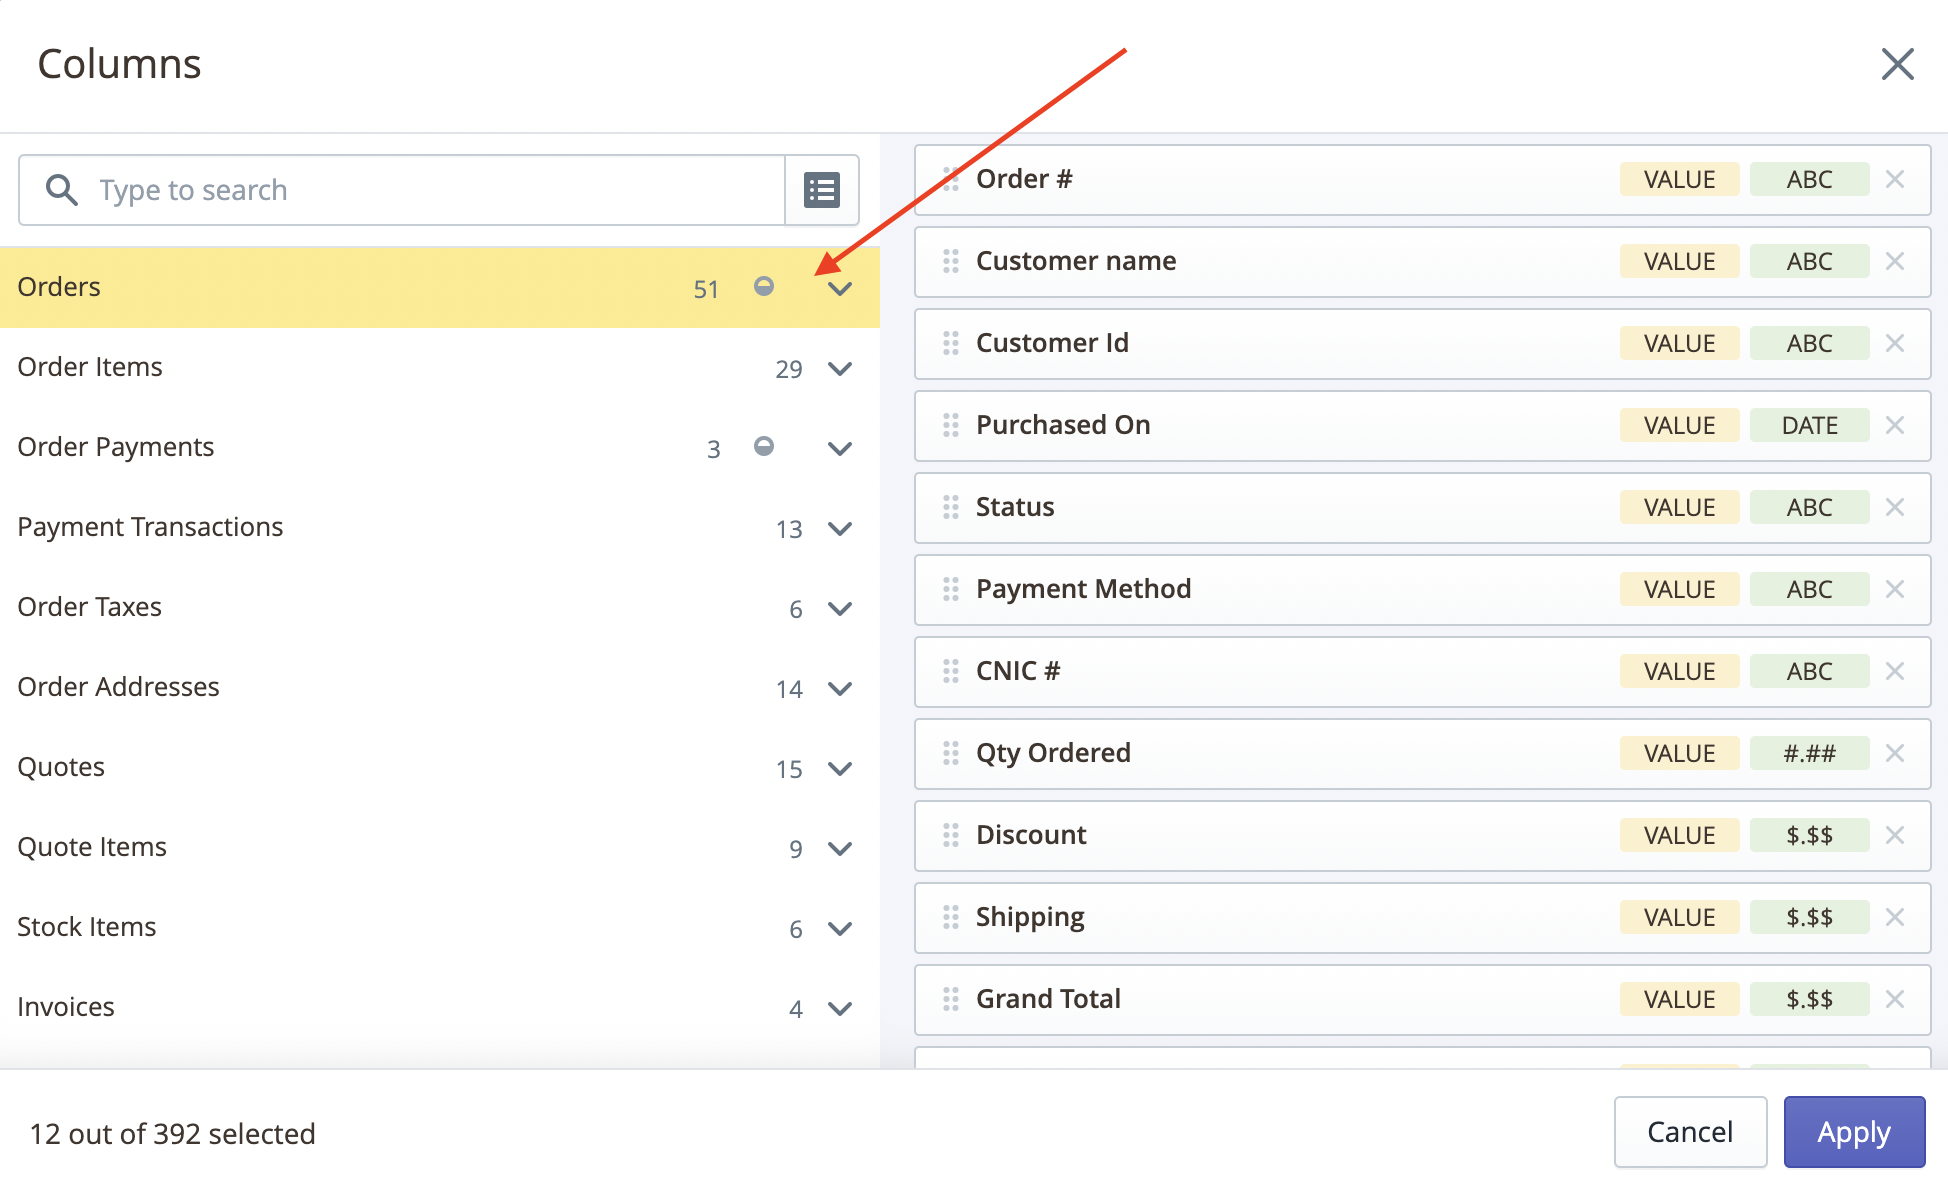 Columns
Type to search
Orders 51
Order Items 29
Order Payments 3
Payment Transactions 13
Order Taxes 6
Order Addresses 14
Quotes 15
Quote Items 9
Stock Items 6
Invoices 4
Order # VALUE ABC
Customer name VALUE ABC
Customer Id VALUE ABC
Purchased On VALUE DATE
Status VALUE ABC
Payment Method VALUE ABC
CNIC # VALUE ABC
Qty Ordered VALUE #.##
Discount VALUE $.$$
Shipping VALUE $.$$
Grand Total VALUE $.$$
12 out of 392 selected
Cancel
Apply